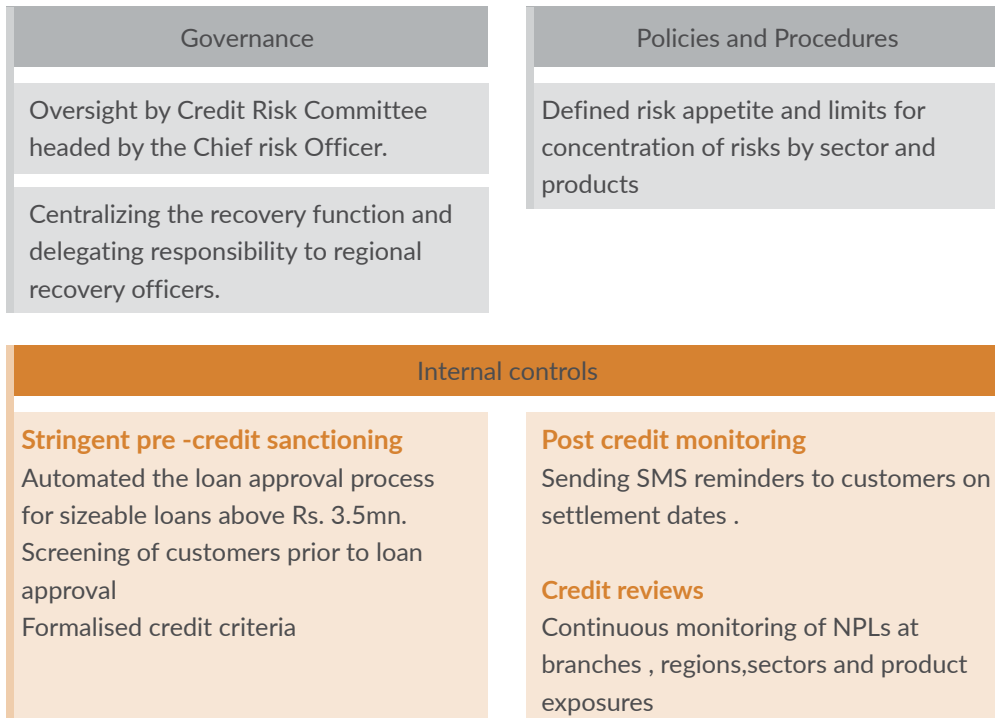 Governance
Oversight by Credit Risk Committee
headed by the Chief risk Officer.
Centralizing the recovery function and
delegating responsibility to regional
recovery officers.
Policies and Procedures
Defined risk appetite and limits for
concentration of risks by sector and
products
Internal controls
Stringent pre -credit sanctioning
Automated the loan approval process
for sizeable loans above Rs. 3.5mn.
Screening of customers prior to loan
approval
Formalised credit criteria
Post credit monitoring
Sending SMS reminders to customers on
settlement dates .
Credit reviews
Continuous monitoring of NPLs at
branches , regions,sectors and product
exposures